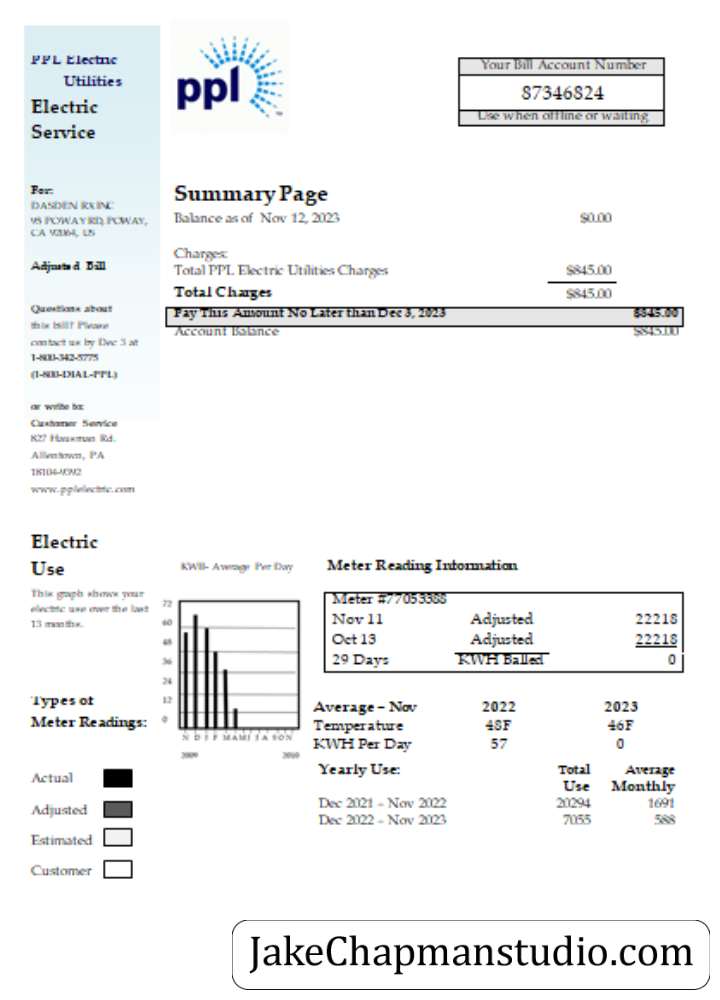 PPL Electric
Utilities
Electric
Service
ppl
Your Bill Account Number
87346824
Use when offline or waiting
For:
DASDEN RX INC
98 POWAY RD, POWAY,
CA 92064, US
Adjusted Bill
Questions about
this bill? Please
contact us by Dec 3 at
1-800-342-5775
(1-800-DIAL-PPL)
or write to:
Customer Service
827 Hausman Rd.
Allentown, PA
18104-9392
www.pplelectric.com
Summary Page
Balance as of Nov 12, 2023 $0.00
Charges:
Total PPL Electric Utilities Charges $845.00
Total Charges $845.00
Pay This Amount No Later than Dec 3, 2023 $845.00
Account Balance $845.00
Electric
Use
This graph shows your
electric use over the last
13 months.
Types of
Meter Readings:
Actual
Adjusted
Estimated
Customer
KWH- Average Per Day
72
60
48
36
24
12
0
N D J F M A M J J A S O N
2009 2010
Meter Reading Information
Meter #77053388
Nov 11 Adjusted 22218
Oct 13 Adjusted 22218
29 Days KWH Balled 0
Average – Nov 2022 2023
Temperature 48F 46F
KWH Per Day 57 0
Yearly Use: Total Average
Use Monthly
Dec 2021 – Nov 2022 20294 1691
Dec 2022 – Nov 2023 7055 588
JakeChapmanstudio.com